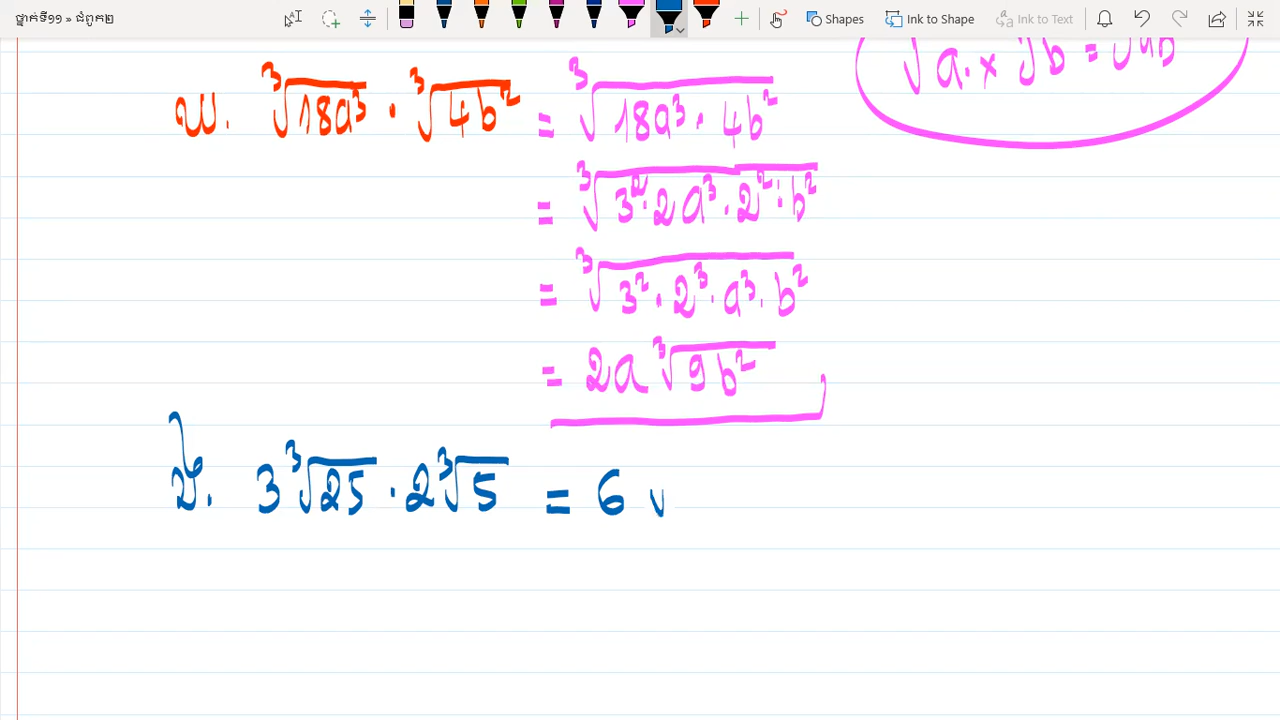 ថ្នាក់ទី១១ » ជំពូក២
Shapes Ink to Shape Ink to Text
√a · × √b = √ab
ឃ. ∛18a³ · ∛4b² = ∛18a³ · 4b²
= ∛3² · 2a³ · 2² · b²
= ∛3² · 2³ · a³ · b²
= 2a ∛9b²
ង. 3∛25 · 2∛5 = 6